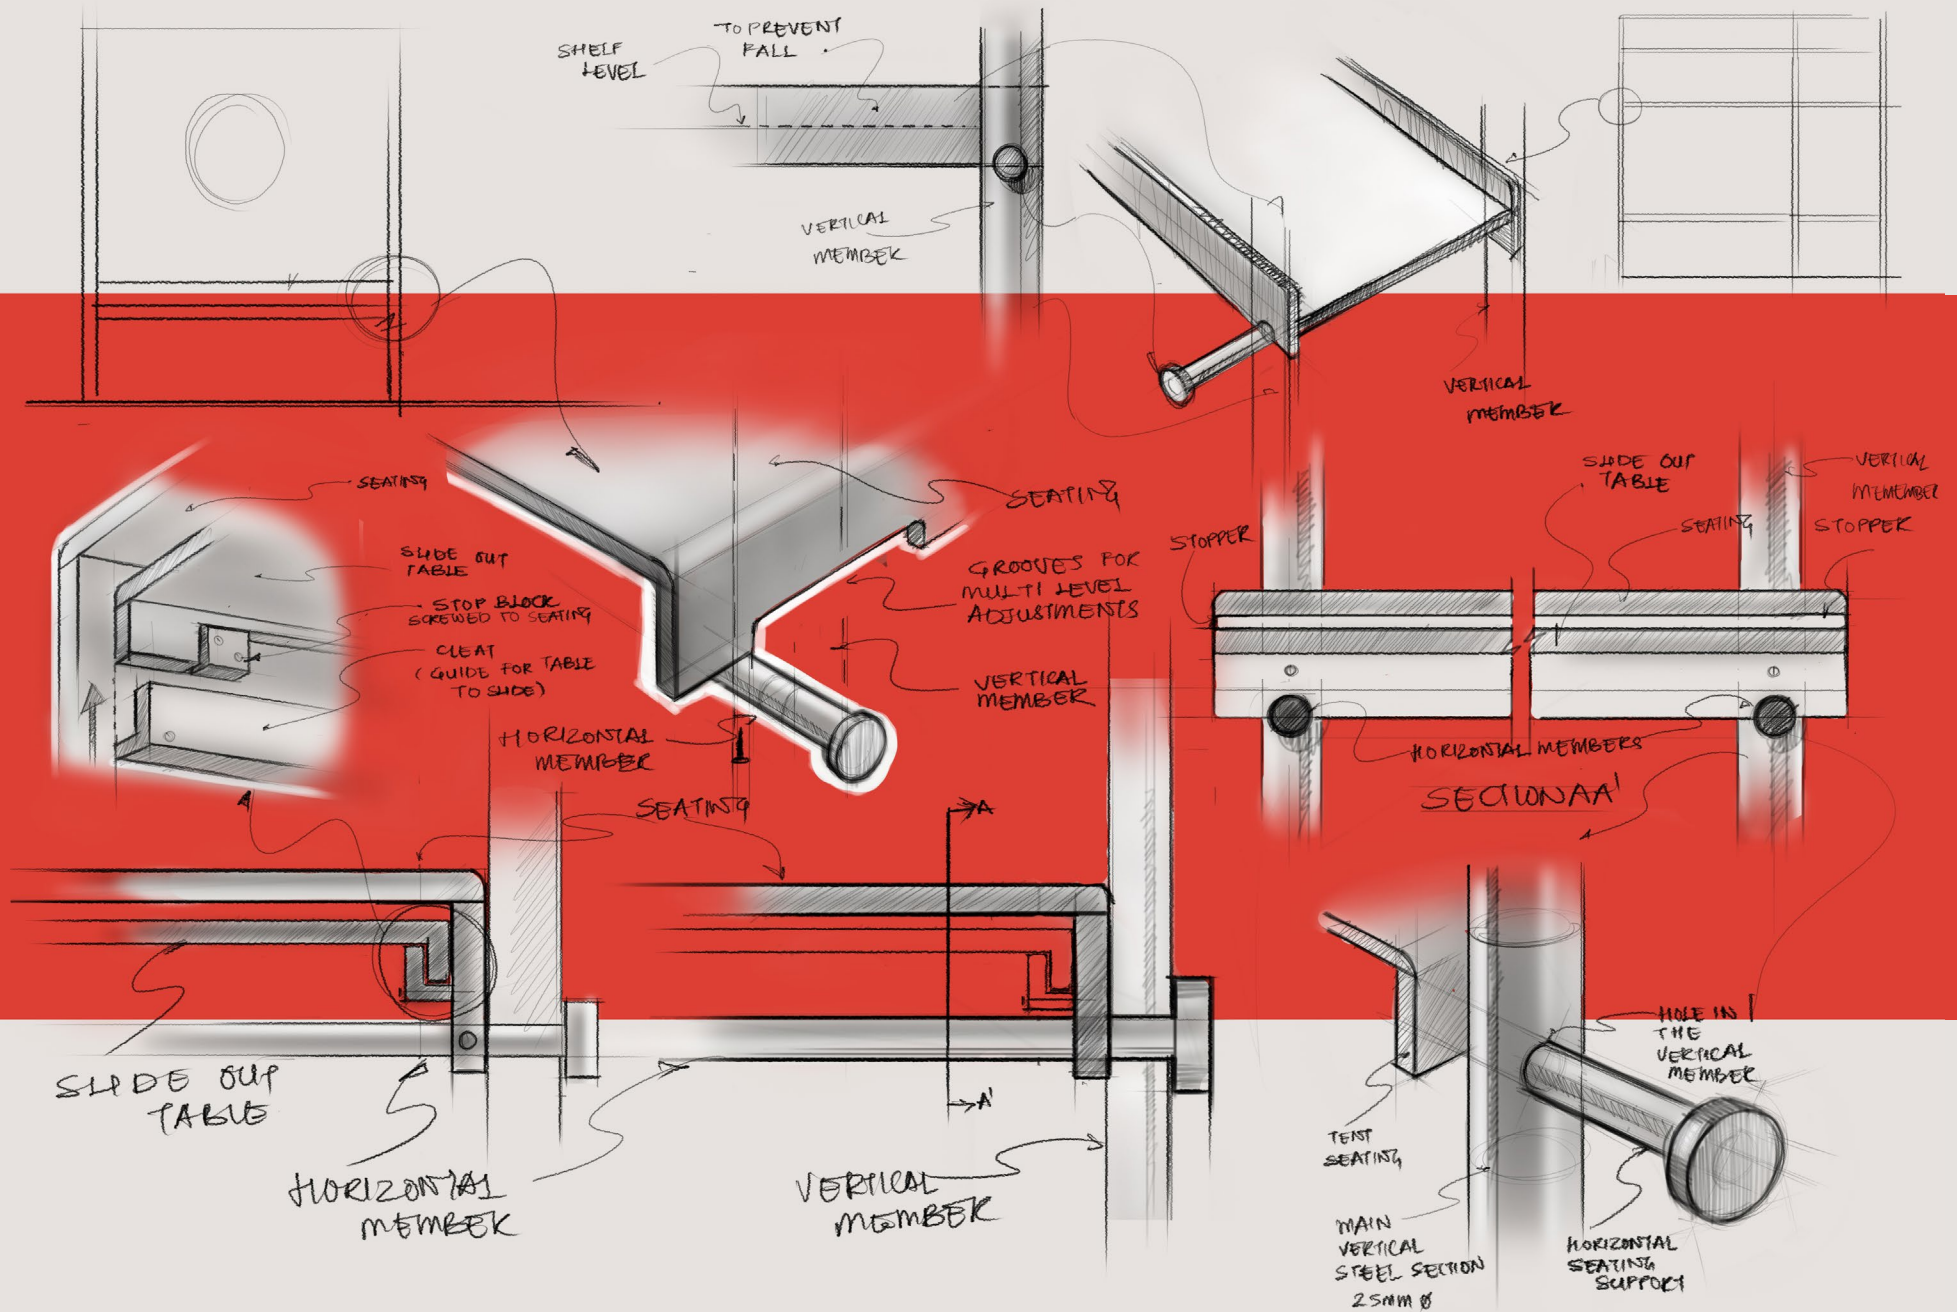 SHELF
LEVEL
TO PREVENT
FALL
VERTICAL
MEMBER
VERTICAL
MEMBER
SEATING
SLIDE OUT
TABLE
STOP BLOCK
SCREWED TO SEATING
CLEAT
(GUIDE FOR TABLE
TO SLIDE)
SEATING
GROOVES FOR
MULTI LEVEL
ADJUSTMENTS
VERTICAL
MEMBER
HORIZONTAL
MEMBER
STOPPER
SLIDE OUT
TABLE
SEATING
VERTICAL
MEMEMBER
STOPPER
HORIZONTAL MEMBERS
SECTION AA'
SEATING
A
A'
SLIDE OUT
TABLE
HORIZONTAL
MEMBER
VERTICAL
MEMBER
HOLE IN
THE
VERTICAL
MEMBER
TENT
SEATING
MAIN
VERTICAL
STEEL SECTION
25mm Ø
HORIZONTAL
SEATING
SUPPORT